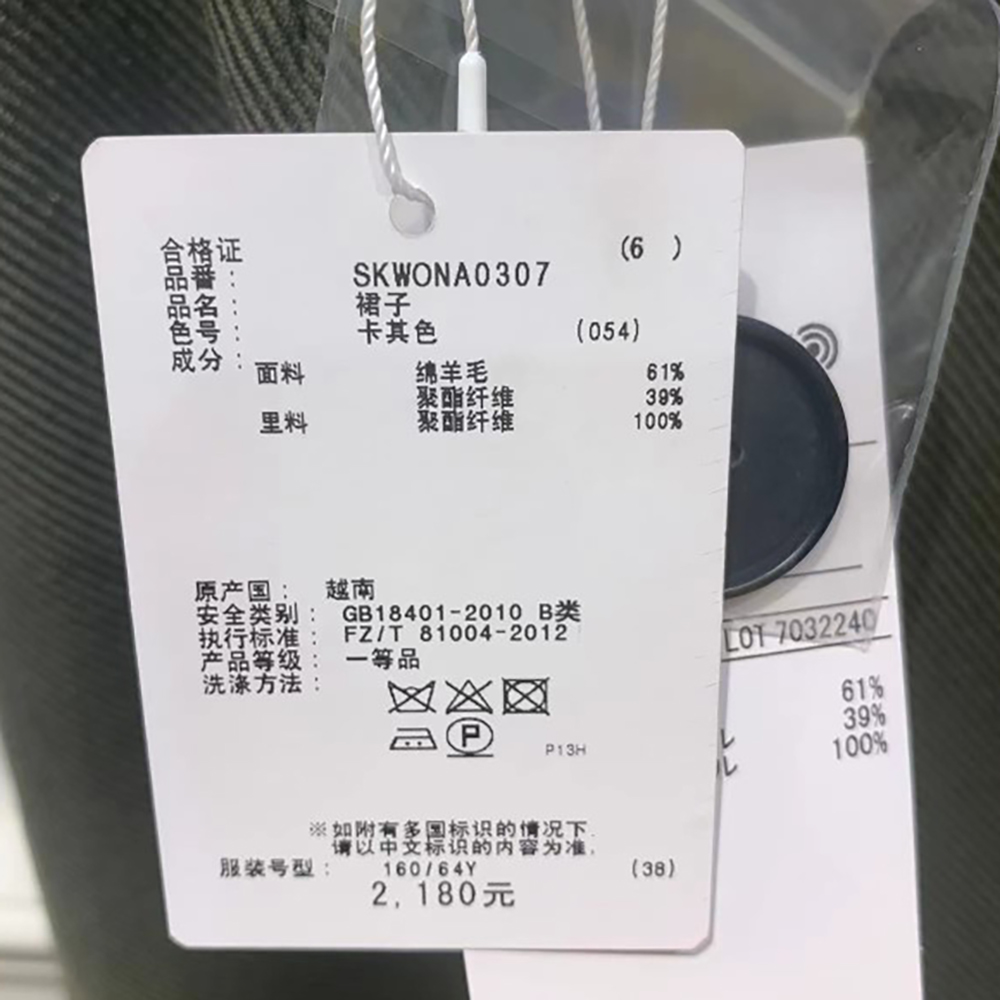 合格证 (6 )
品番： SKWONA0307
品名： 裙子
色号： 卡其色 (054)
成分：
面料 绵羊毛 61%
聚酯纤维 39%
里料 聚酯纤维 100%
原产国： 越南
安全类别： GB18401-2010 B类
执行标准： FZ/T 81004-2012
产品等级： 一等品
洗涤方法：
P
P13H
※如附有多国标识的情况下，
请以中文标识的内容为准．
服装号型： 160/64Y (38)
2,180元
LOT 7032240
61%
39%
ル 100%
ル